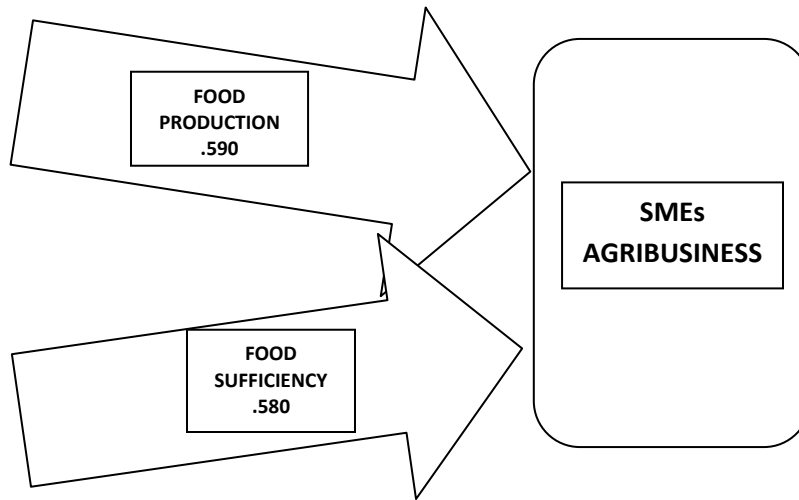 FOOD
PRODUCTION
.590
SMEs
AGRIBUSINESS
FOOD
SUFFICIENCY
.580